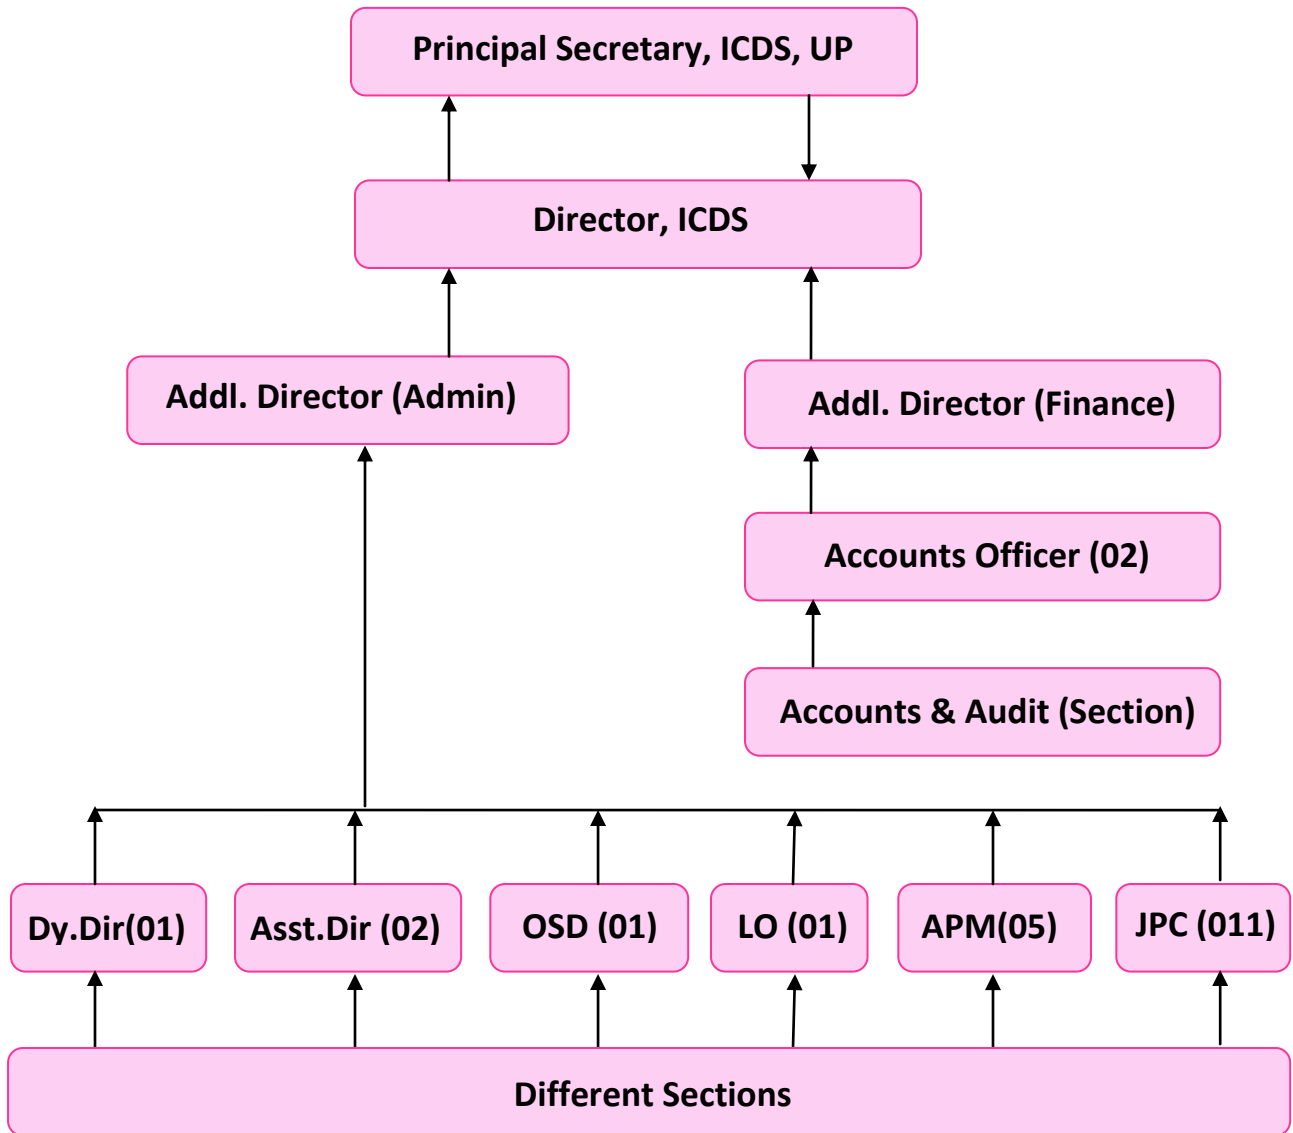 Principal Secretary, ICDS, UP
Director, ICDS
Addl. Director (Admin)
Addl. Director (Finance)
Accounts Officer (02)
Accounts & Audit (Section)
Dy.Dir(01)
Asst.Dir (02)
OSD (01)
LO (01)
APM(05)
JPC (011)
Different Sections